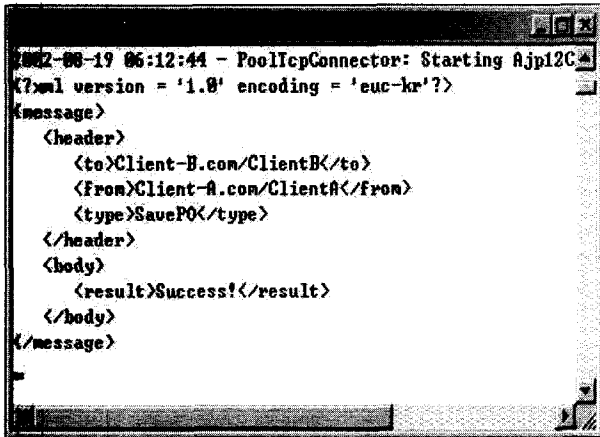 2002-08-19 06:12:44 - PoolTcpConnector: Starting Ajp12C
<?xml version = '1.0' encoding = 'euc-kr'?>
<message>
   <header>
      <to>Client-B.com/ClientB</to>
      <from>Client-A.com/ClientA</from>
      <type>SavePO</type>
   </header>
   <body>
      <result>Success!</result>
   </body>
</message>